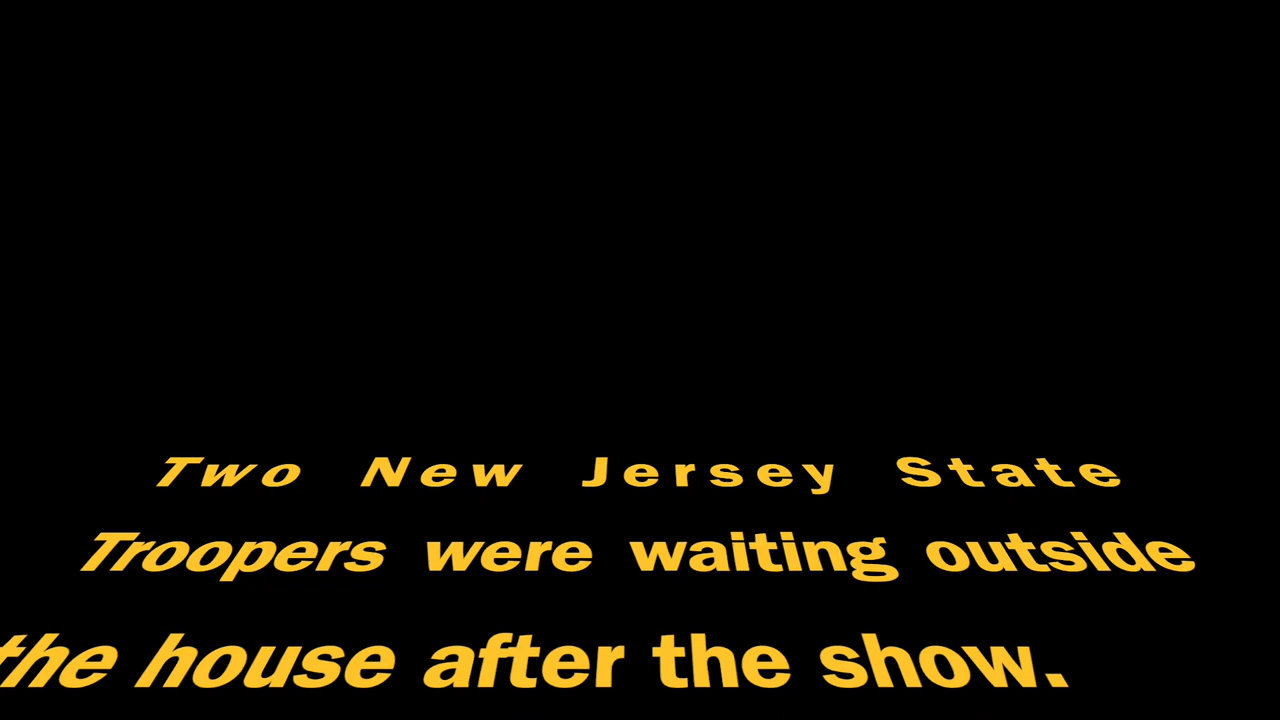 Two New Jersey State
Troopers were waiting outside
the house after the show.